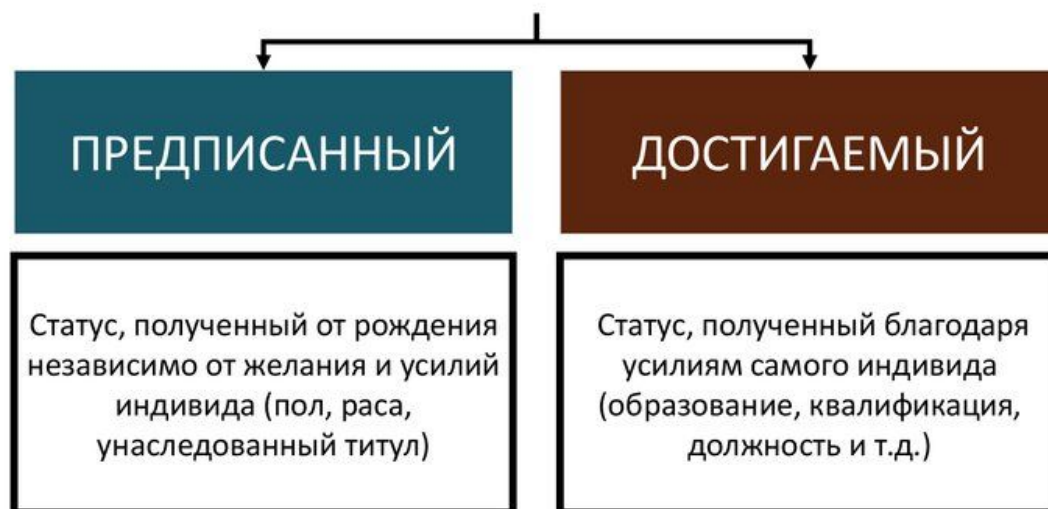 ПРЕДПИСАННЫЙ
ДОСТИГАЕМЫЙ
Статус, полученный от рождения
независимо от желания и усилий
индивида (пол, раса,
унаследованный титул)
Статус, полученный благодаря
усилиям самого индивида
(образование, квалификация,
должность и т.д.)